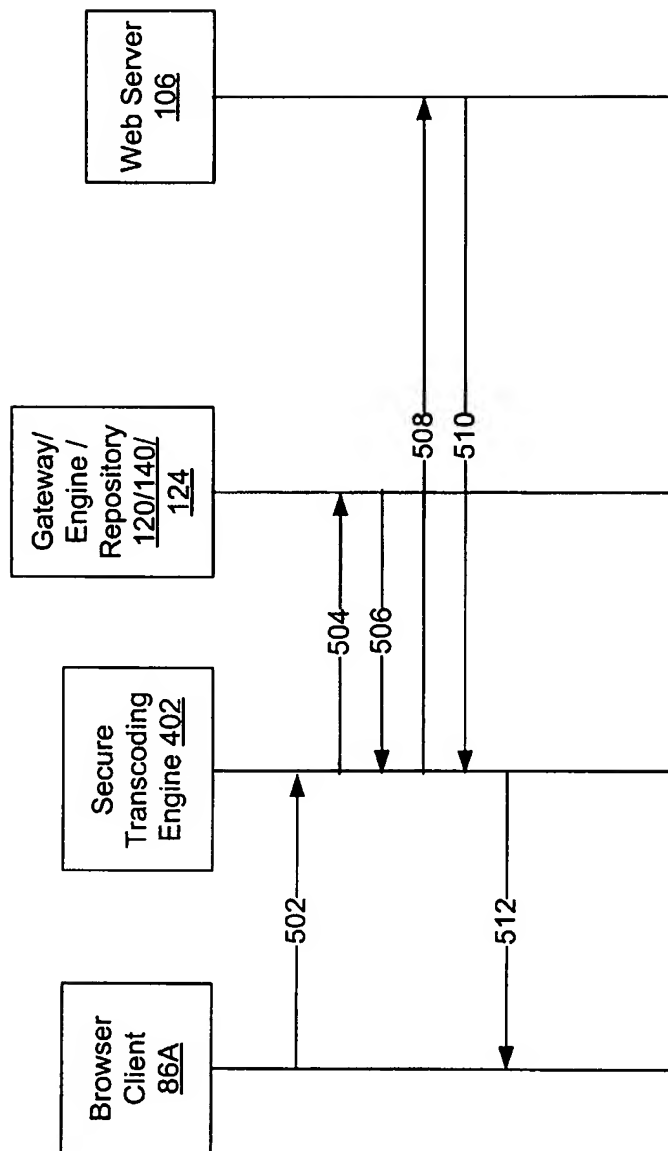 Browser
Client
86A
Secure
Transcoding
Engine 402
Gateway/
Engine /
Repository
120/140/
124
Web Server
106
502
504
506
508
510
512